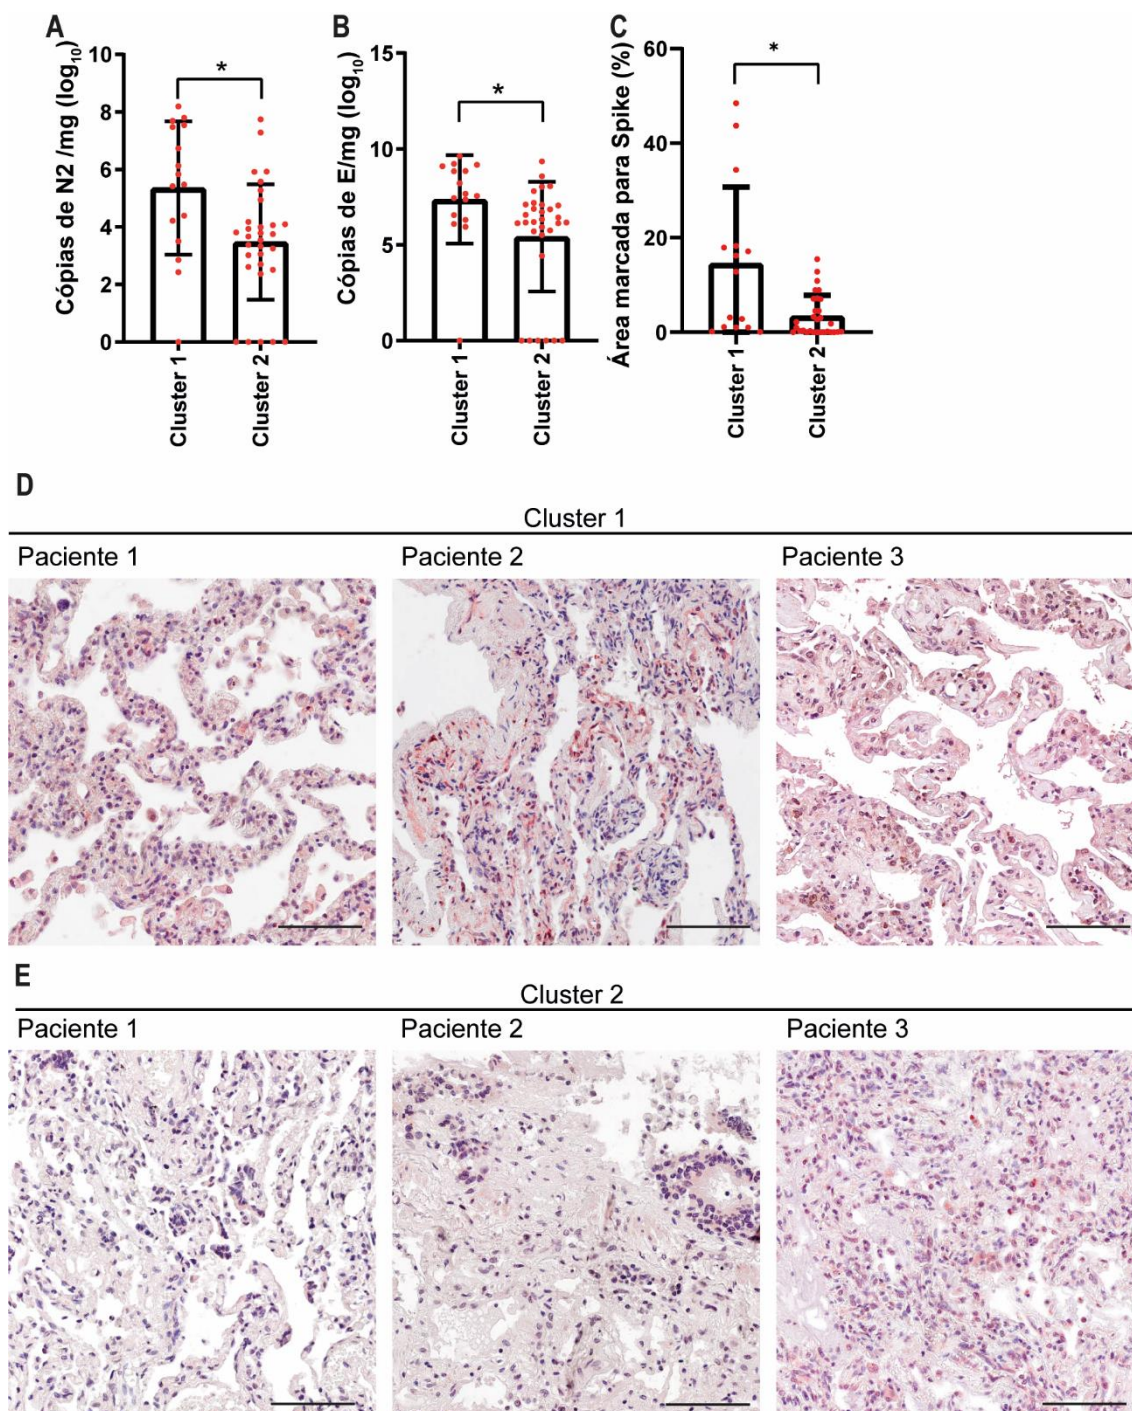 A
Cópias de N2 /mg (log10)
10
8
6
4
2
0
*
Cluster 1
Cluster 2
B
Cópias de E/mg (log10)
15
10
5
0
*
Cluster 1
Cluster 2
C
Área marcada para Spike (%)
60
40
20
0
*
Cluster 1
Cluster 2
D
Cluster 1
Paciente 1
Paciente 2
Paciente 3
E
Cluster 2
Paciente 1
Paciente 2
Paciente 3